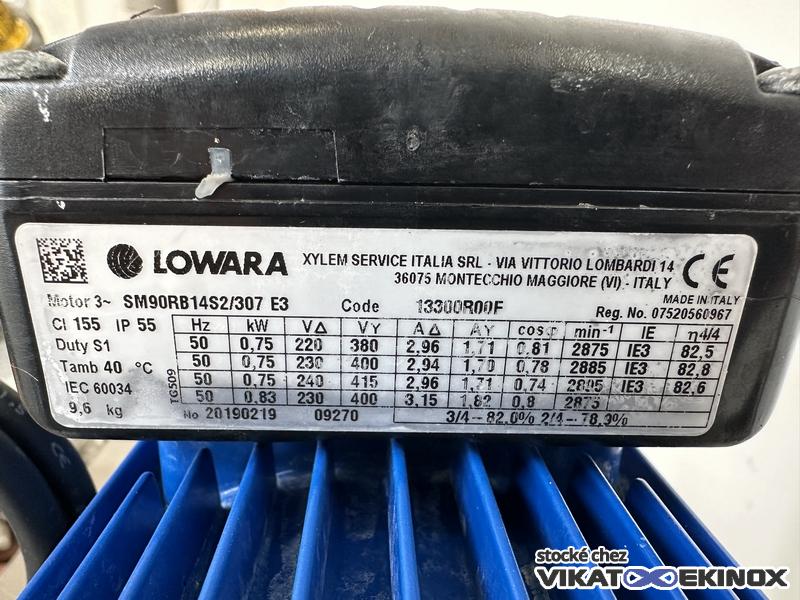 LOWARA
XYLEM SERVICE ITALIA SRL - VIA VITTORIO LOMBARDI 14
36075 MONTECCHIO MAGGIORE (VI) - ITALY
CE
MADE IN ITALY
Motor 3~ SM90RB14S2/307 E3 Code 13300R00F Reg. No. 07520560967
Cl 155 IP 55
Duty S1
Tamb 40 °C
IEC 60034
9,6 kg
TG509
Hz kW V∆ VY A∆ AY cosφ min⁻¹ IE η4/4
50 0,75 220 380 2,96 1,71 0,81 2875 IE3 82,5
50 0,75 230 400 2,94 1,70 0,78 2885 IE3 82,8
50 0,75 240 415 2,96 1,71 0,74 2895 IE3 82,6
50 0,83 230 400 3,15 1,82 0,8 2875
No 20190219 09270 3/4-82,0% 2/4-78,9%
stocké chez
VIKATOO EKINOX